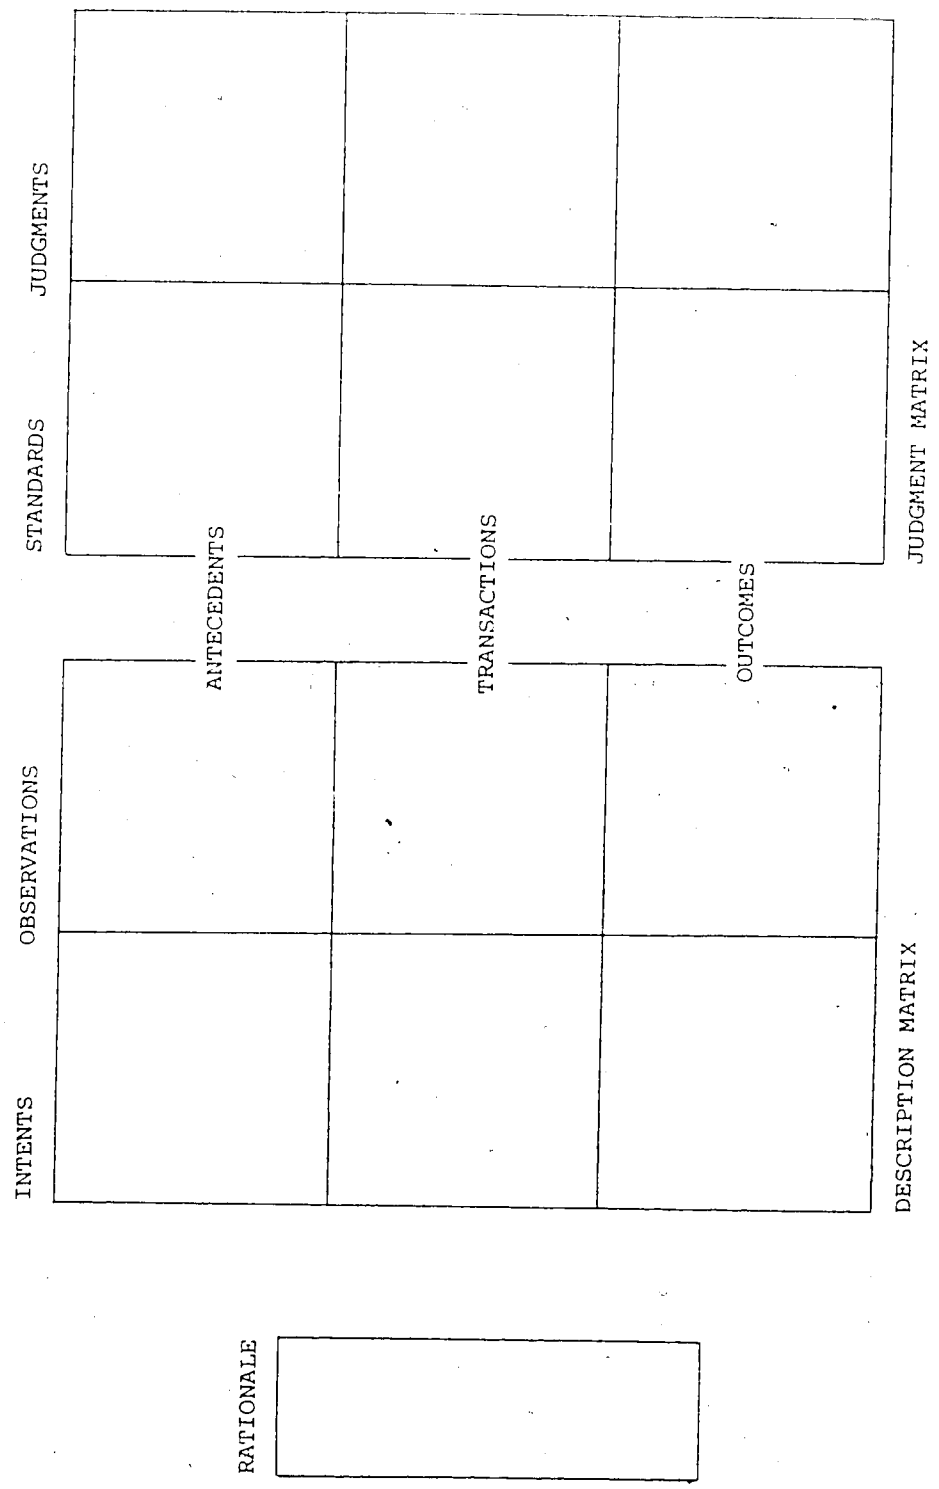 RATIONALE
INTENTS
OBSERVATIONS
STANDARDS
JUDGMENTS
ANTECEDENTS
TRANSACTIONS
OUTCOMES
DESCRIPTION MATRIX
JUDGMENT MATRIX